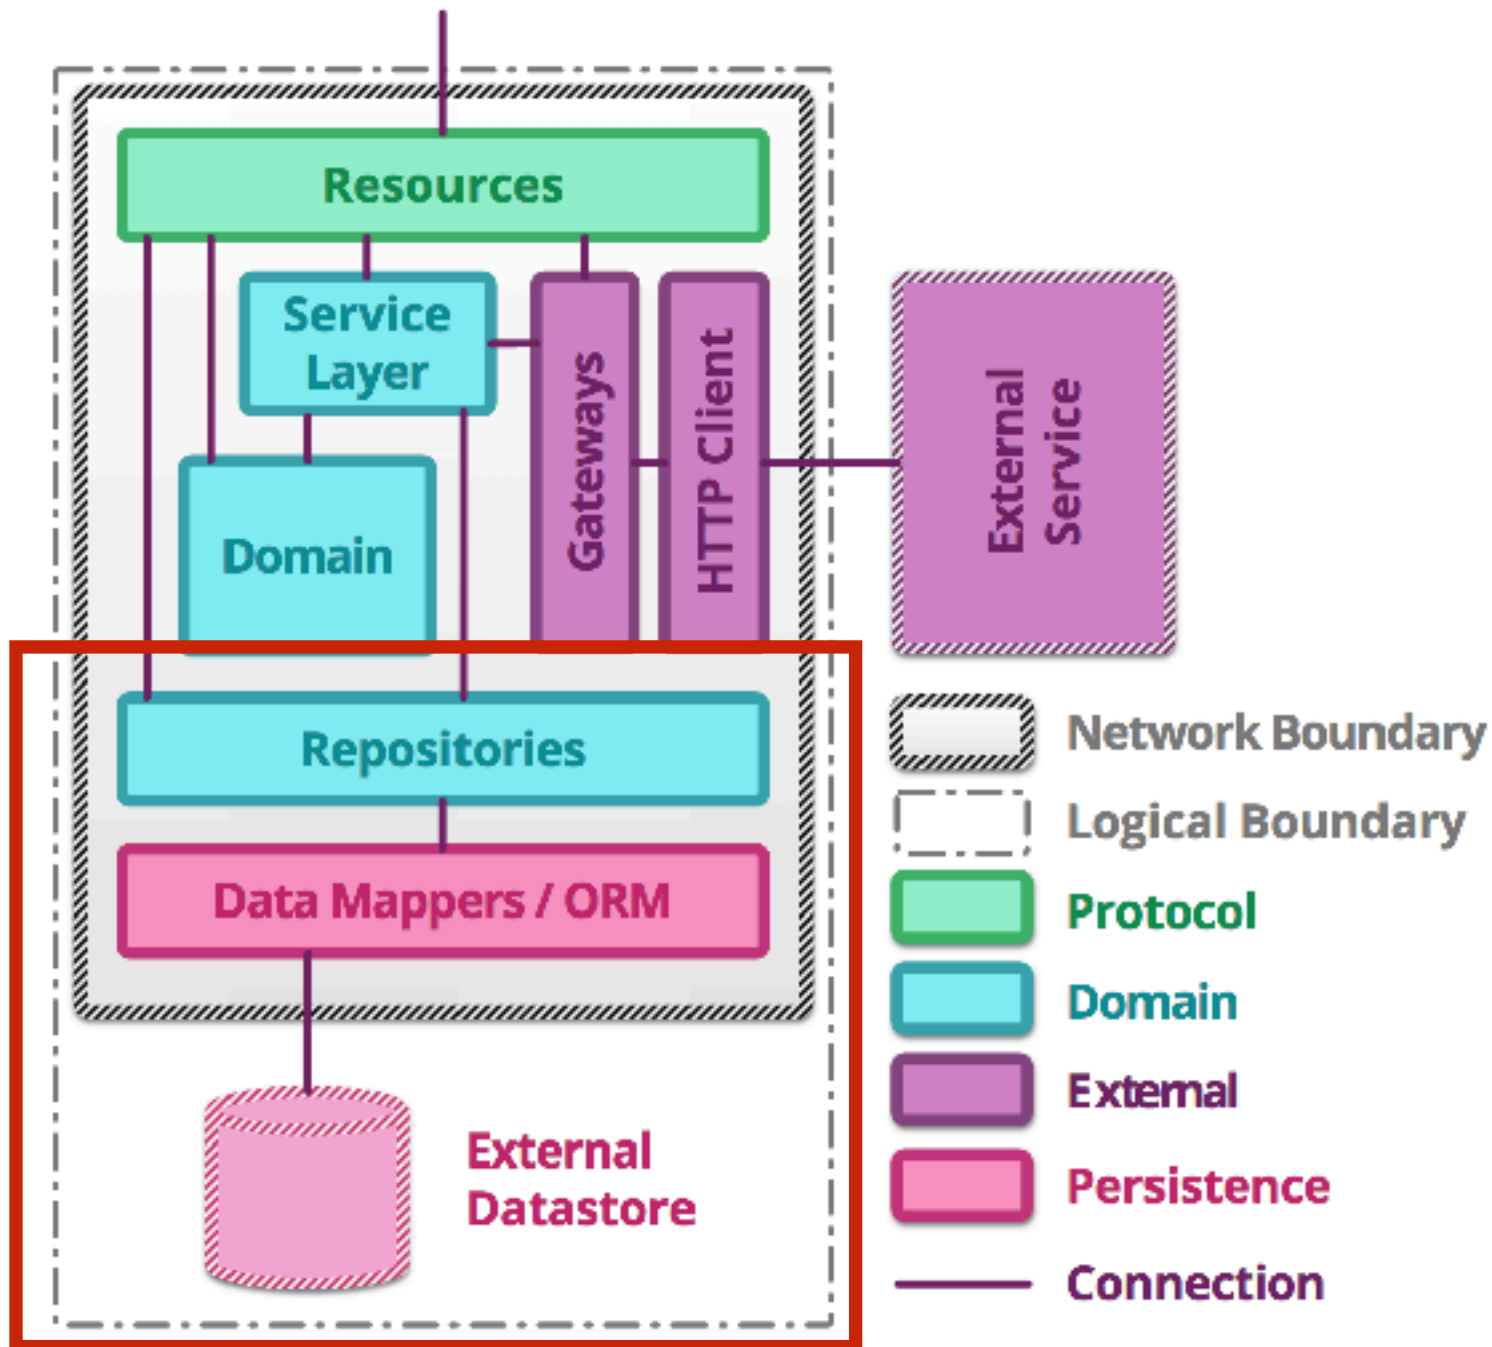 Resources
Service
Layer
Gateways
HTTP Client
External
Service
Domain
Repositories
Data Mappers / ORM
External
Datastore
Network Boundary
Logical Boundary
Protocol
Domain
External
Persistence
Connection